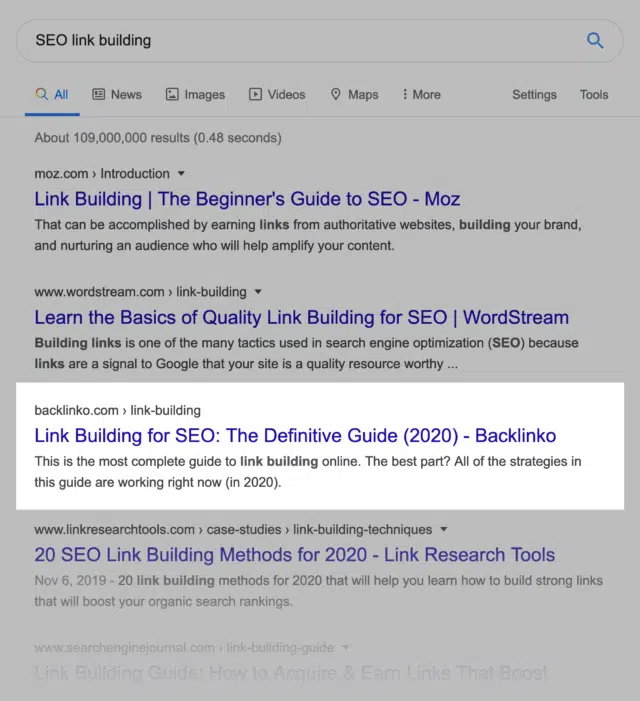 SEO link building
All News Images Videos Maps More Settings Tools
About 109,000,000 results (0.48 seconds)
moz.com › Introduction
Link Building | The Beginner's Guide to SEO - Moz
That can be accomplished by earning links from authoritative websites, building your brand,
and nurturing an audience who will help amplify your content.
www.wordstream.com › link-building
Learn the Basics of Quality Link Building for SEO | WordStream
Building links is one of the many tactics used in search engine optimization (SEO) because
links are a signal to Google that your site is a quality resource worthy ...
backlinko.com › link-building
Link Building for SEO: The Definitive Guide (2020) - Backlinko
This is the most complete guide to link building online. The best part? All of the strategies in
this guide are working right now (in 2020).
www.linkresearchtools.com › case-studies › link-building-techniques
20 SEO Link Building Methods for 2020 - Link Research Tools
Nov 6, 2019 - 20 link building methods for 2020 that will help you learn how to build strong links
that will boost your organic search rankings.
www.searchenginejournal.com › link-building-guide
Link Building Guide: How to Acquire & Earn Links That Boost